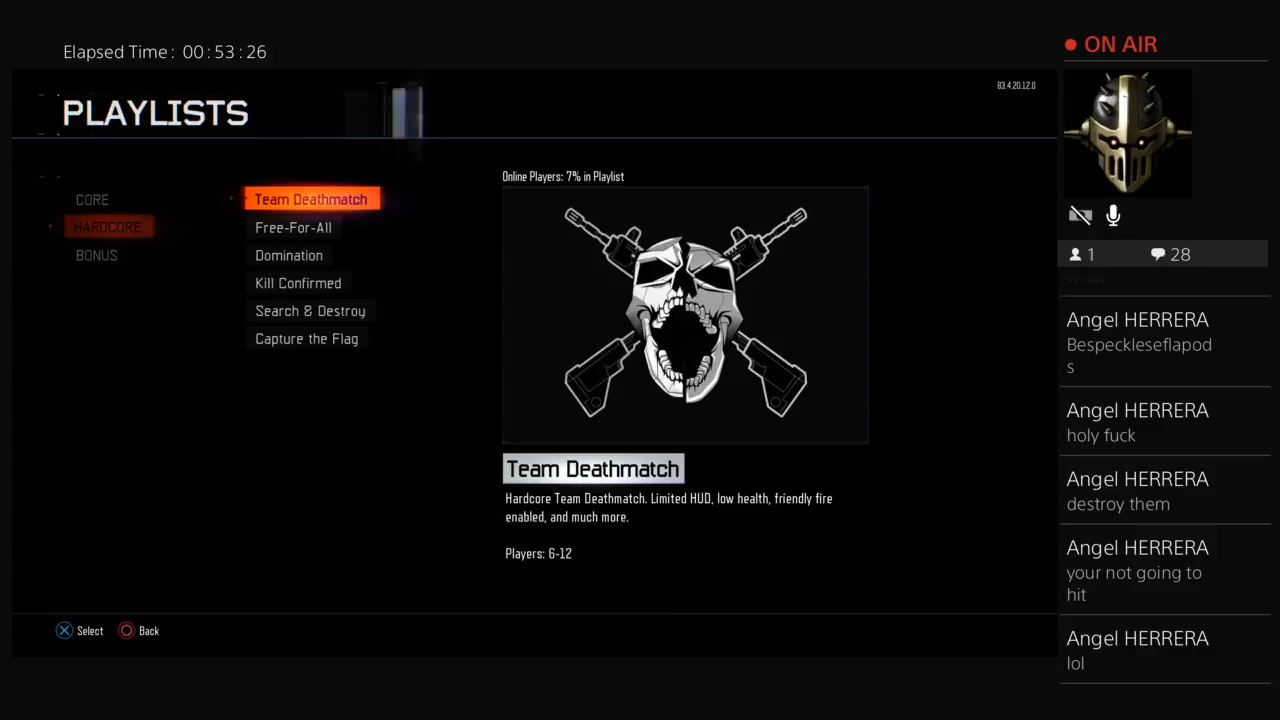 Elapsed Time: 00:53:26
ON AIR
PLAYLISTS
83.4.20.12.0
CORE
HARDCORE
BONUS
Team Deathmatch
Free-For-All
Domination
Kill Confirmed
Search & Destroy
Capture the Flag
Online Players: 7% in Playlist
Team Deathmatch
Hardcore Team Deathmatch. Limited HUD, low health, friendly fire
enabled, and much more.
Players: 6-12
Select
Back
1
28
Angel HERRERA
Bespeckleseflapod
s
Angel HERRERA
holy fuck
Angel HERRERA
destroy them
Angel HERRERA
your not going to
hit
Angel HERRERA
lol